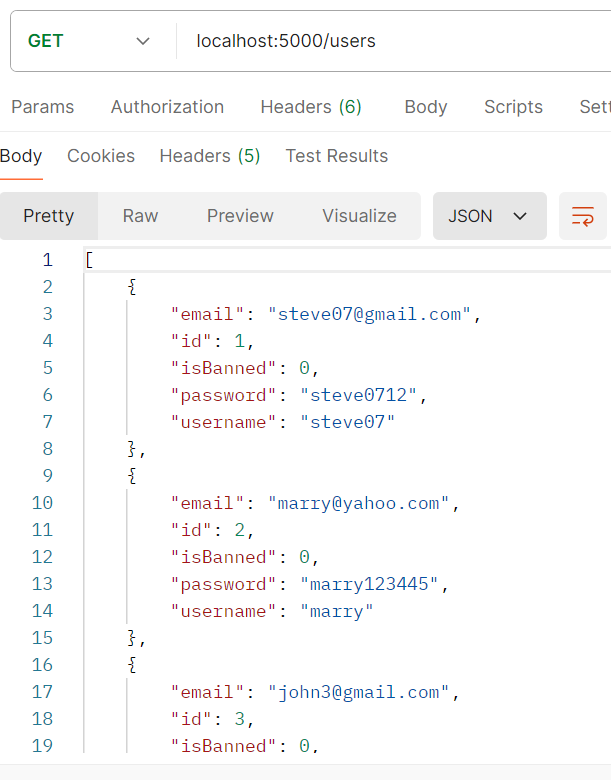 GET localhost:5000/users
Params Authorization Headers (6) Body Scripts Sett
Body Cookies Headers (5) Test Results
Pretty Raw Preview Visualize JSON
1 [
2 {
3 "email": "steve07@gmail.com",
4 "id": 1,
5 "isBanned": 0,
6 "password": "steve0712",
7 "username": "steve07"
8 },
9 {
10 "email": "marry@yahoo.com",
11 "id": 2,
12 "isBanned": 0,
13 "password": "marry123445",
14 "username": "marry"
15 },
16 {
17 "email": "john3@gmail.com",
18 "id": 3,
19 "isBanned": 0,